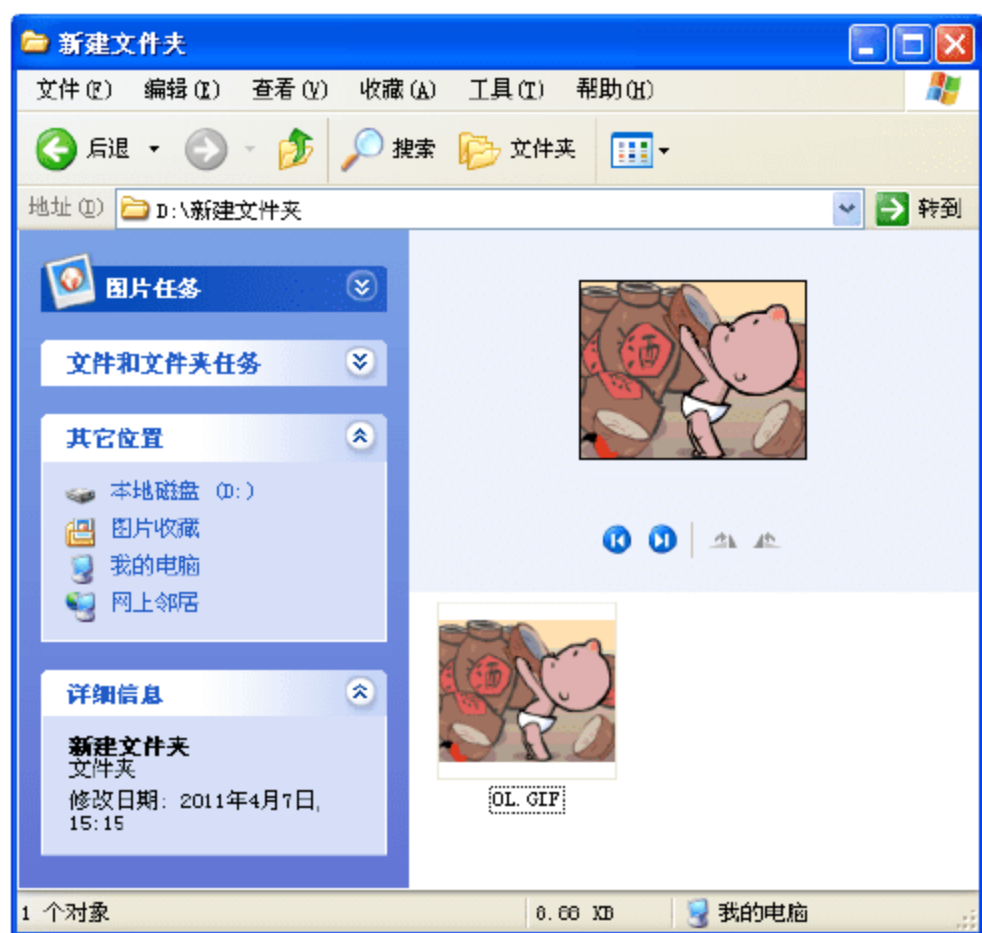 新建文件夹
文件(F) 编辑(E) 查看(V) 收藏(A) 工具(T) 帮助(H)
后退 搜索 文件夹
地址(D) D:\新建文件夹 转到
图片任务
文件和文件夹任务
其它位置
本地磁盘 (D:)
图片收藏
我的电脑
网上邻居
详细信息
新建文件夹
文件夹
修改日期: 2011年4月7日,
15:15
酒
酒
OL.GIF
1 个对象 我的电脑